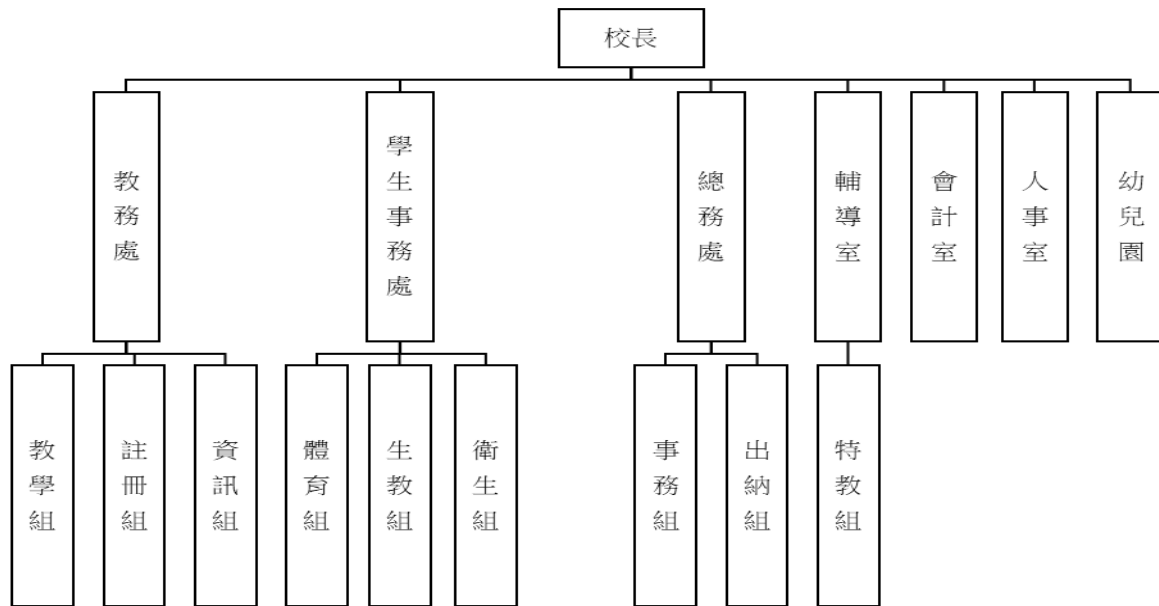 校長
教務處
學生事務處
總務處
輔導室
會計室
人事室
幼兒園
教學組
註冊組
資訊組
體育組
生教組
衛生組
事務組
出納組
特教組